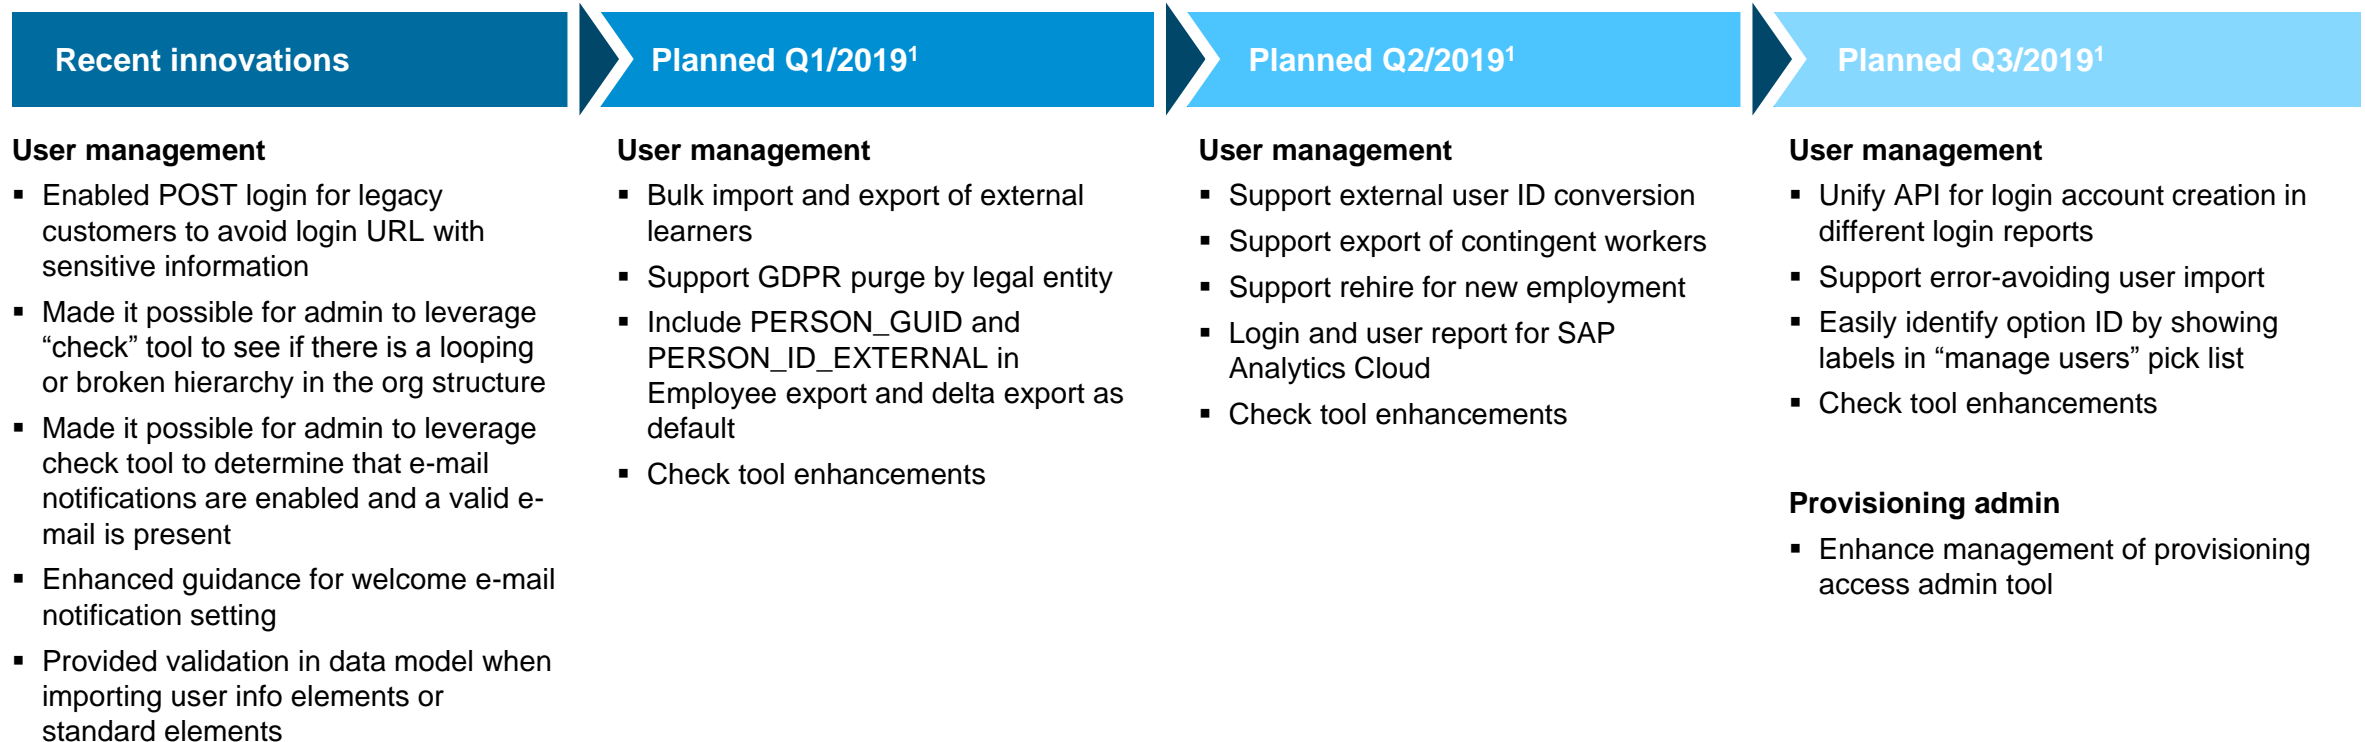 Recent innovations
Planned Q1/2019¹
Planned Q2/2019¹
Planned Q3/2019¹
User management
▪ Enabled POST login for legacy
customers to avoid login URL with
sensitive information
▪ Made it possible for admin to leverage
“check” tool to see if there is a looping
or broken hierarchy in the org structure
▪ Made it possible for admin to leverage
check tool to determine that e-mail
notifications are enabled and a valid e-
mail is present
▪ Enhanced guidance for welcome e-mail
notification setting
▪ Provided validation in data model when
importing user info elements or
standard elements
User management
▪ Bulk import and export of external
learners
▪ Support GDPR purge by legal entity
▪ Include PERSON_GUID and
PERSON_ID_EXTERNAL in
Employee export and delta export as
default
▪ Check tool enhancements
User management
▪ Support external user ID conversion
▪ Support export of contingent workers
▪ Support rehire for new employment
▪ Login and user report for SAP
Analytics Cloud
▪ Check tool enhancements
User management
▪ Unify API for login account creation in
different login reports
▪ Support error-avoiding user import
▪ Easily identify option ID by showing
labels in “manage users” pick list
▪ Check tool enhancements
Provisioning admin
▪ Enhance management of provisioning
access admin tool